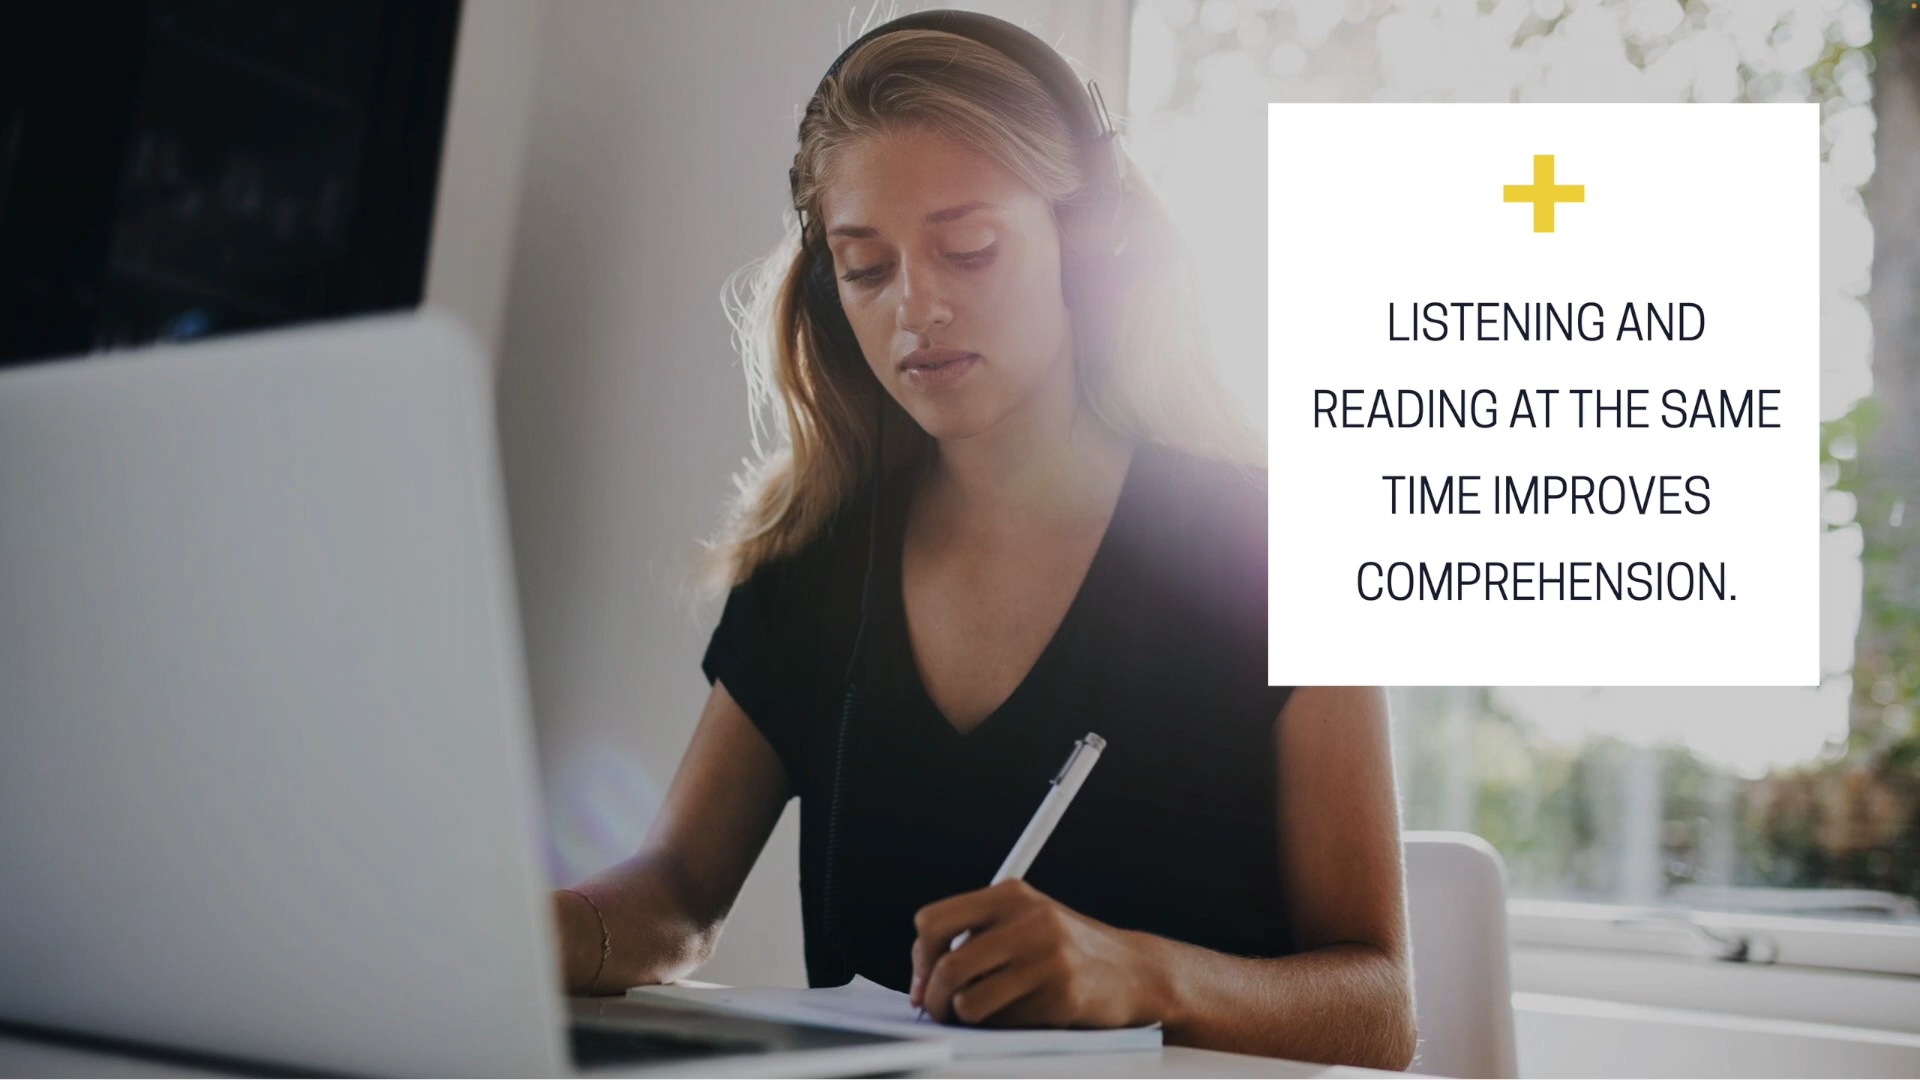 LISTENING AND
READING AT THE SAME
TIME IMPROVES
COMPREHENSION.